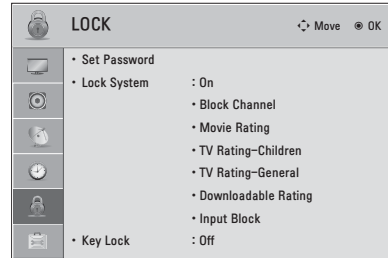 LOCK Move OK
• Set Password
• Lock System : On
• Block Channel
• Movie Rating
• TV Rating-Children
• TV Rating-General
• Downloadable Rating
• Input Block
• Key Lock : Off